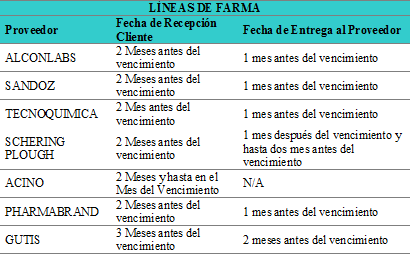 LÍNEAS DE FARMA
Proveedor
Fecha de Recepción
Cliente
Fecha de Entrega al Proveedor
ALCONLABS
2 Meses antes del
vencimiento
1 mes antes del vencimiento
SANDOZ
2 Meses antes del
vencimiento
1 mes antes del vencimiento
TECNOQUIMICA
2 Mes antes del
vencimiento
1 mes antes del vencimiento
SCHERING
PLOUGH
2 Meses antes del
vencimiento
1 mes después del vencimiento y
hasta dos mes antes del
vencimiento
ACINO
2 Meses y hasta en el
Mes del Vencimiento
N/A
PHARMABRAND
2 Meses antes del
vencimiento
1 mes antes del vencimiento
GUTIS
3 Meses antes del
vencimiento
2 meses antes del vencimiento